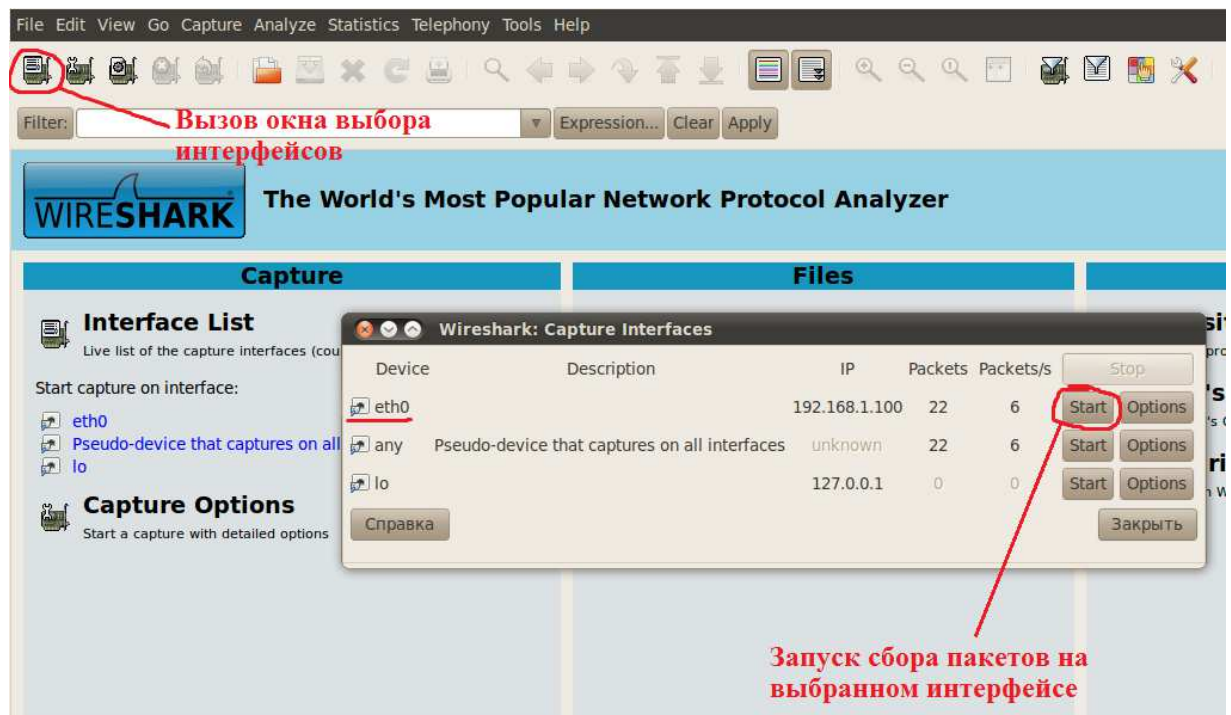 File Edit View Go Capture Analyze Statistics Telephony Tools Help
Filter: Expression... Clear Apply
Вызов окна выбора
интерфейсов
WIRESHARK
The World's Most Popular Network Protocol Analyzer
Capture
Files
Interface List
Live list of the capture interfaces (cou
Start capture on interface:
eth0
Pseudo-device that captures on all
lo
Capture Options
Start a capture with detailed options
Wireshark: Capture Interfaces
Device Description IP Packets Packets/s Stop
eth0 192.168.1.100 22 6 Start Options
any Pseudo-device that captures on all interfaces unknown 22 6 Start Options
lo 127.0.0.1 0 0 Start Options
Справка Закрыть
Запуск сбора пакетов на
выбранном интерфейсе